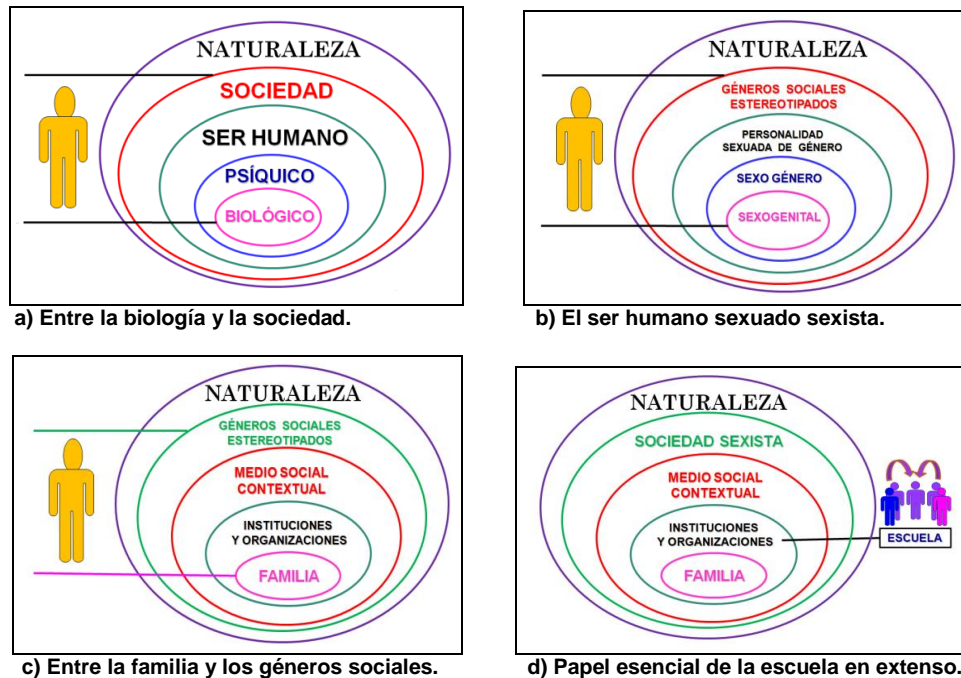 NATURALEZA
SOCIEDAD
SER HUMANO
PSÍQUICO
BIOLÓGICO
a) Entre la biología y la sociedad.
NATURALEZA
GÉNEROS SOCIALES
ESTEREOTIPADOS
PERSONALIDAD
SEXUADA DE GÉNERO
SEXO GÉNERO
SEXOGENITAL
b) El ser humano sexuado sexista.
NATURALEZA
GÉNEROS SOCIALES
ESTEREOTIPADOS
MEDIO SOCIAL
CONTEXTUAL
INSTITUCIONES
Y ORGANIZACIONES
FAMILIA
c) Entre la familia y los géneros sociales.
NATURALEZA
SOCIEDAD SEXISTA
MEDIO SOCIAL
CONTEXTUAL
INSTITUCIONES
Y ORGANIZACIONES
FAMILIA
ESCUELA
d) Papel esencial de la escuela en extenso.